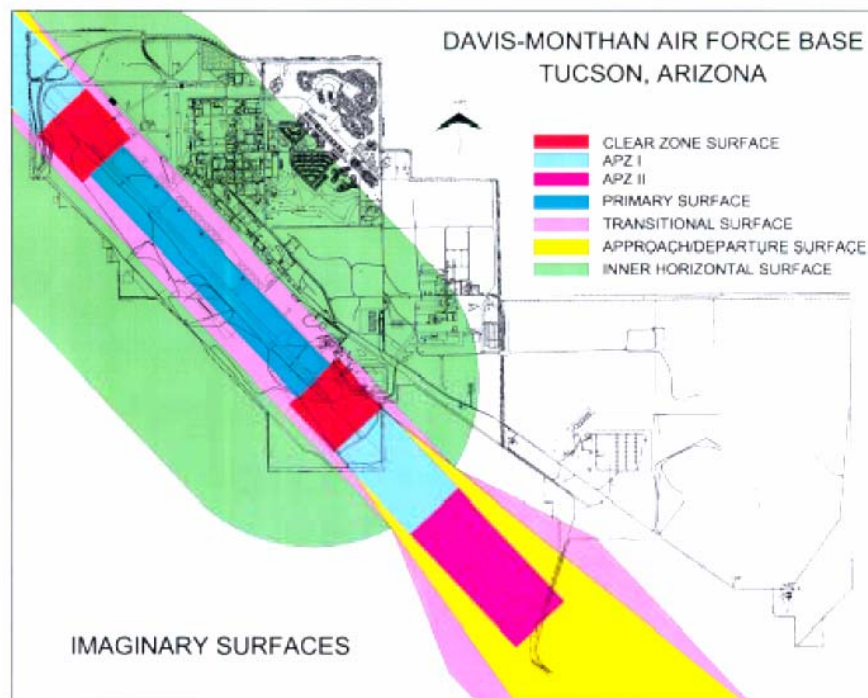 DAVIS-MONTHAN AIR FORCE BASE
TUCSON, ARIZONA
CLEAR ZONE SURFACE
APZ I
APZ II
PRIMARY SURFACE
TRANSITIONAL SURFACE
APPROACH/DEPARTURE SURFACE
INNER HORIZONTAL SURFACE
IMAGINARY SURFACES